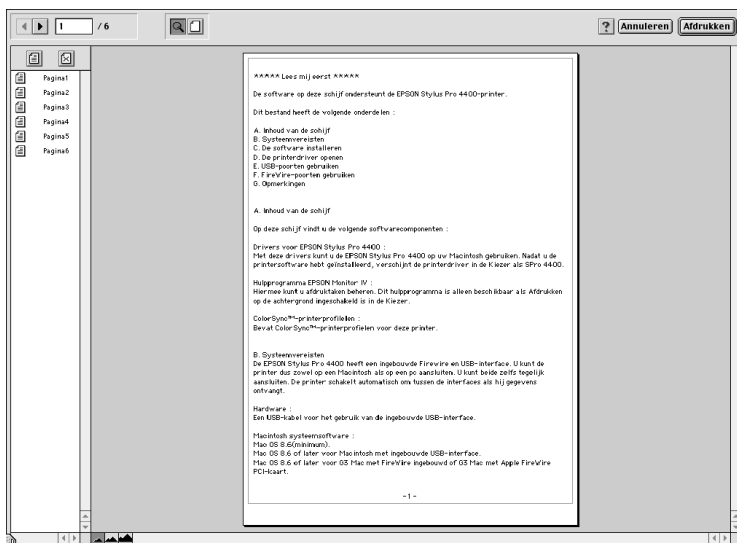 1 / 6
? Annuleren Afdrukken
Pagina1
Pagina2
Pagina3
Pagina4
Pagina5
Pagina6
***** Lees mij eerst *****
De software op deze schijf ondersteunt de EPSON Stylus Pro 4400-printer.
Dit bestand heeft de volgende onderdelen :
A. Inhoud van de schijf
B. Systeemvereisten
C. De software installeren
D. De printerdriver openen
E. USB-poorten gebruiken
F. FireWire-poorten gebruiken
G. Opmerkingen
A. Inhoud van de schijf
Op deze schijf vindt u de volgende softwarecomponenten :
Drivers voor EPSON Stylus Pro 4400 :
Met deze drivers kunt u de EPSON Stylus Pro 4400 op uw Macintosh gebruiken. Nadat u de
printersoftware hebt geïnstalleerd, verschijnt de printerdriver in de Kiezer als SPro 4400.
Hulpprogramma EPSON Monitor IV :
Hiermee kunt u afdruktaken beheren. Dit hulpprogramma is alleen beschikbaar als Afdrukken
op de achtergrond ingeschakeld is in de Kiezer.
ColorSync™-printerprofielen :
Bevat ColorSync™-printerprofielen voor deze printer.
B. Systeemvereisten
De EPSON Stylus Pro 4400 heeft een ingebouwde Firewire en USB-interface. U kunt de
printer dus zowel op een Macintosh als op een pc aansluiten. U kunt beide zelfs tegelijk
aansluiten. De printer schakelt automatisch om tussen de interfaces als hij gegevens
ontvangt.
Hardware :
Een USB-kabel voor het gebruik van de ingebouwde USB-interface.
Macintosh systeemsoftware :
Mac OS 8.6(minimum).
Mac OS 8.6 of later voor Macintosh met ingebouwde USB-interface.
Mac OS 8.6 of later voor G3 Mac met FireWire ingebouwd of G3 Mac met Apple FireWire
PCI-kaart.
-1-